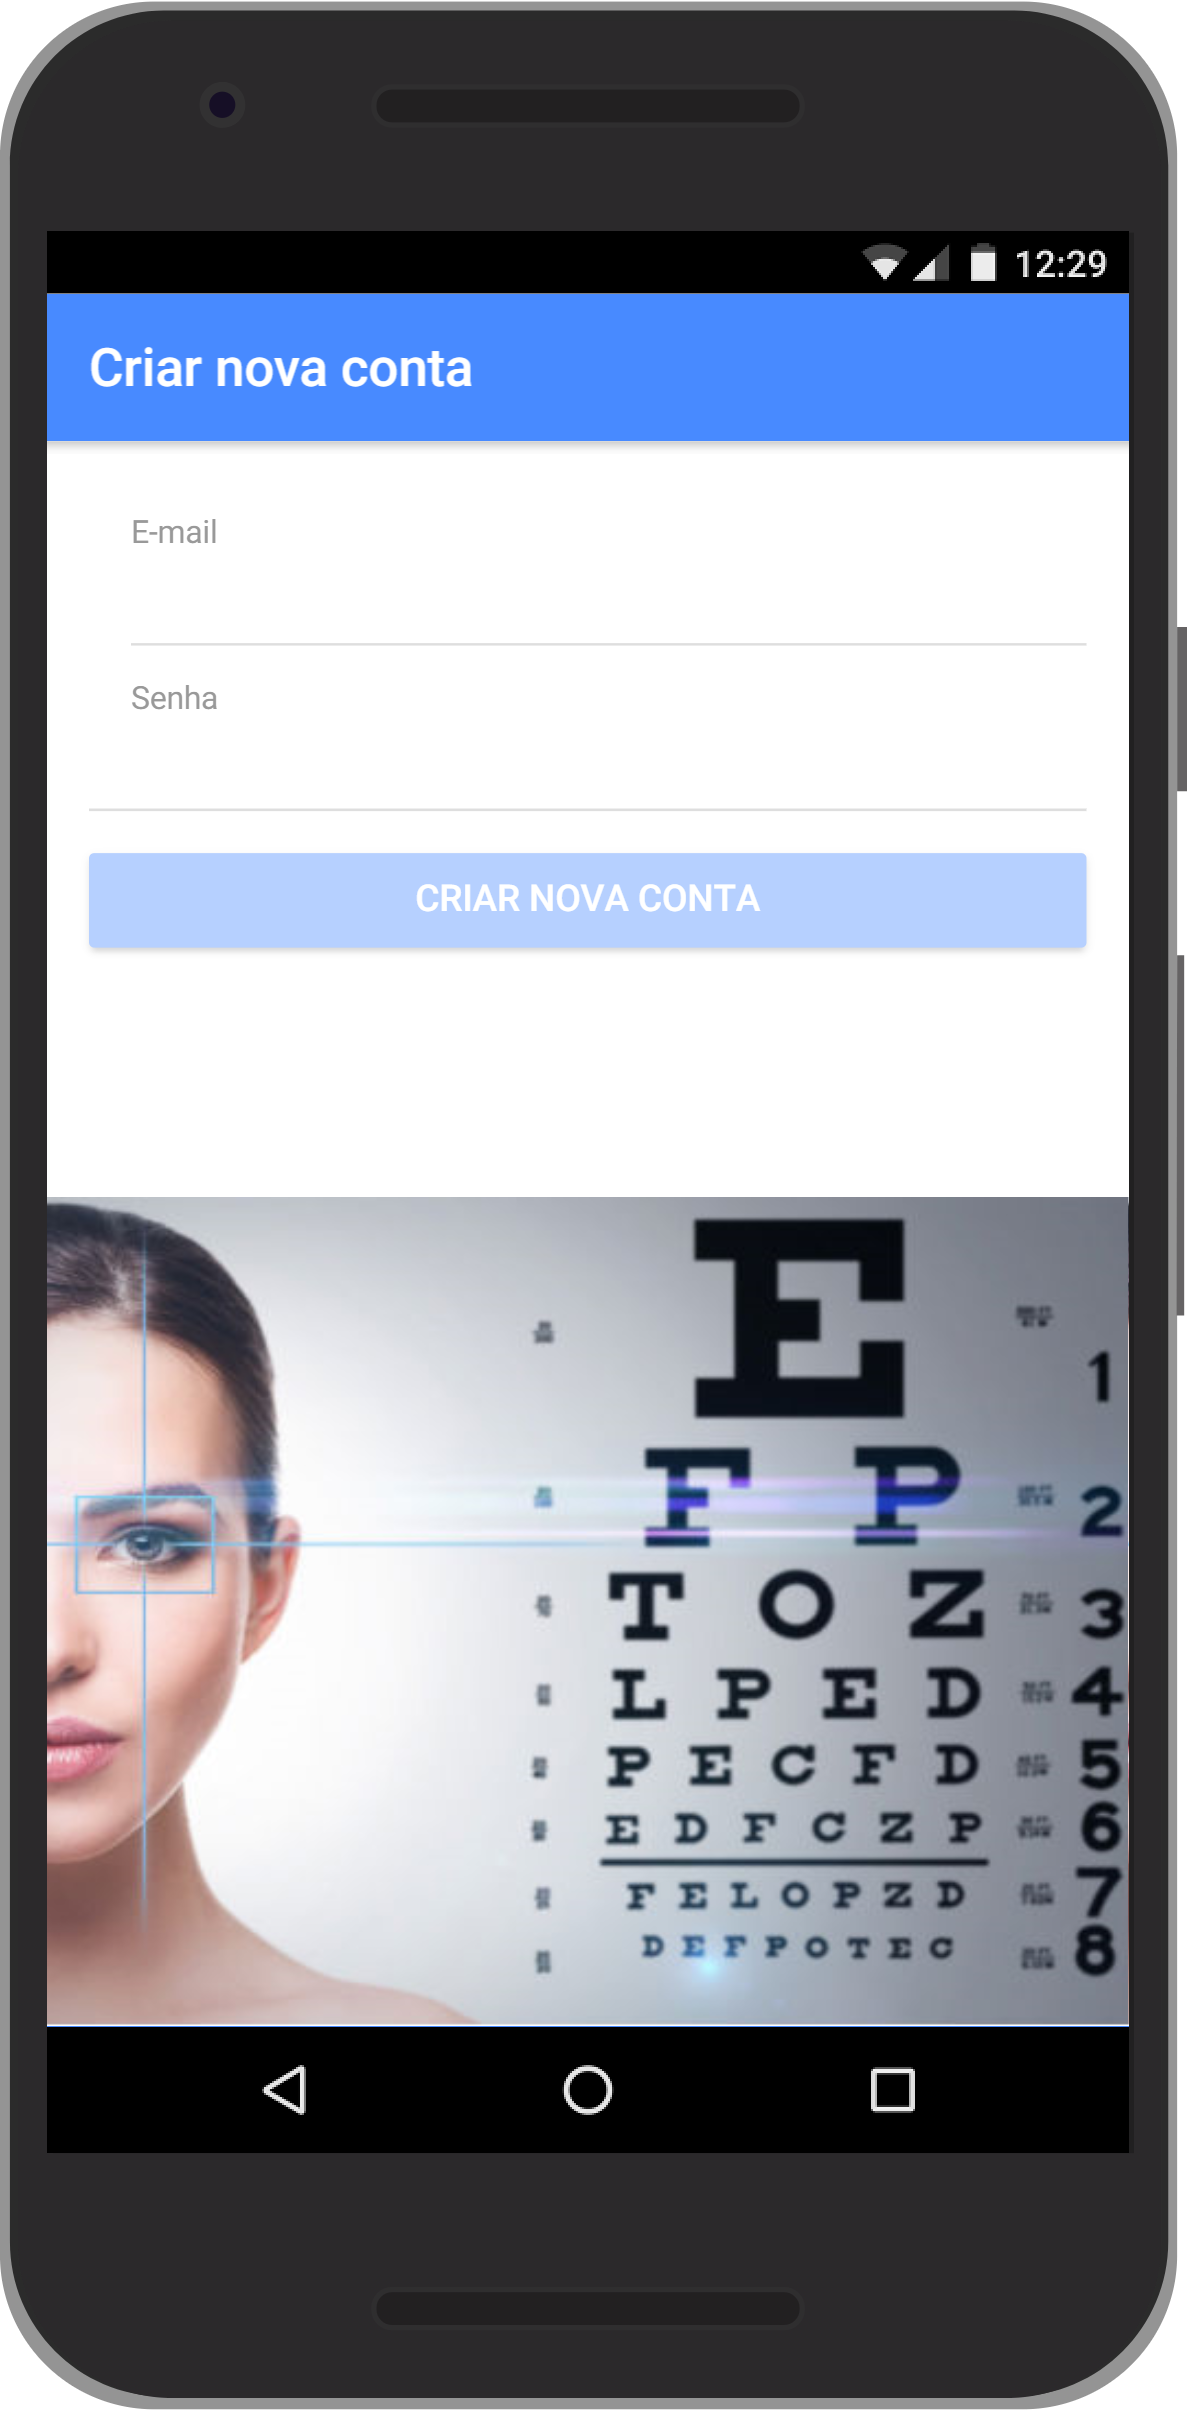 12:29
Criar nova conta
E-mail
Senha
CRIAR NOVA CONTA
E
1
F P
2
T O Z
3
L P E D
4
P E C F D
5
E D F C Z P
6
F E L O P Z D
7
D E F P O T E C
8